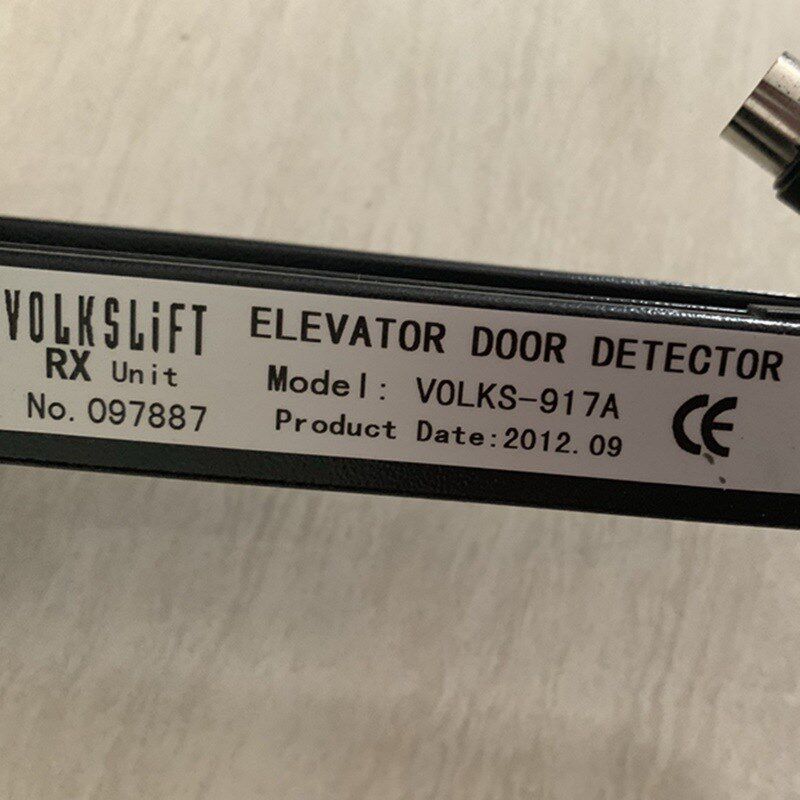 VOLKSLiFT
RX Unit
No. 097887
ELEVATOR DOOR DETECTOR
Model: VOLKS-917A
Product Date:2012.09
CE